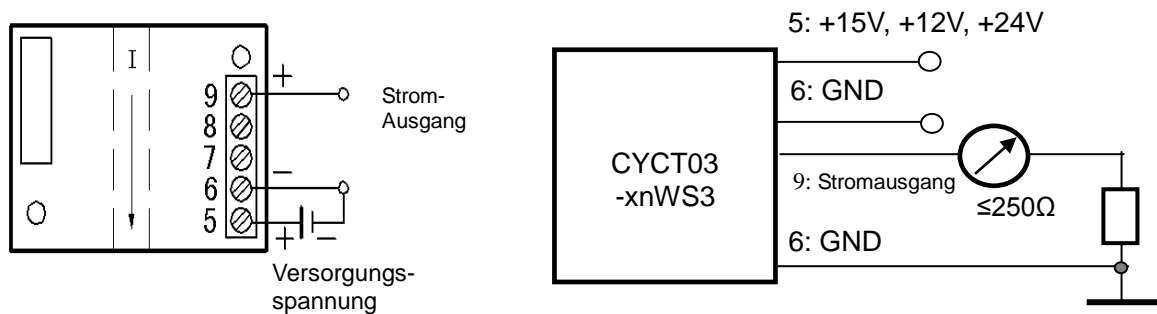 I
+
9
8
7
6
5
−
+
−
Strom-
Ausgang
Versorgungs-
spannung
5: +15V, +12V, +24V
6: GND
CYCT03
-xnWS3
9: Stromausgang
≤250Ω
6: GND